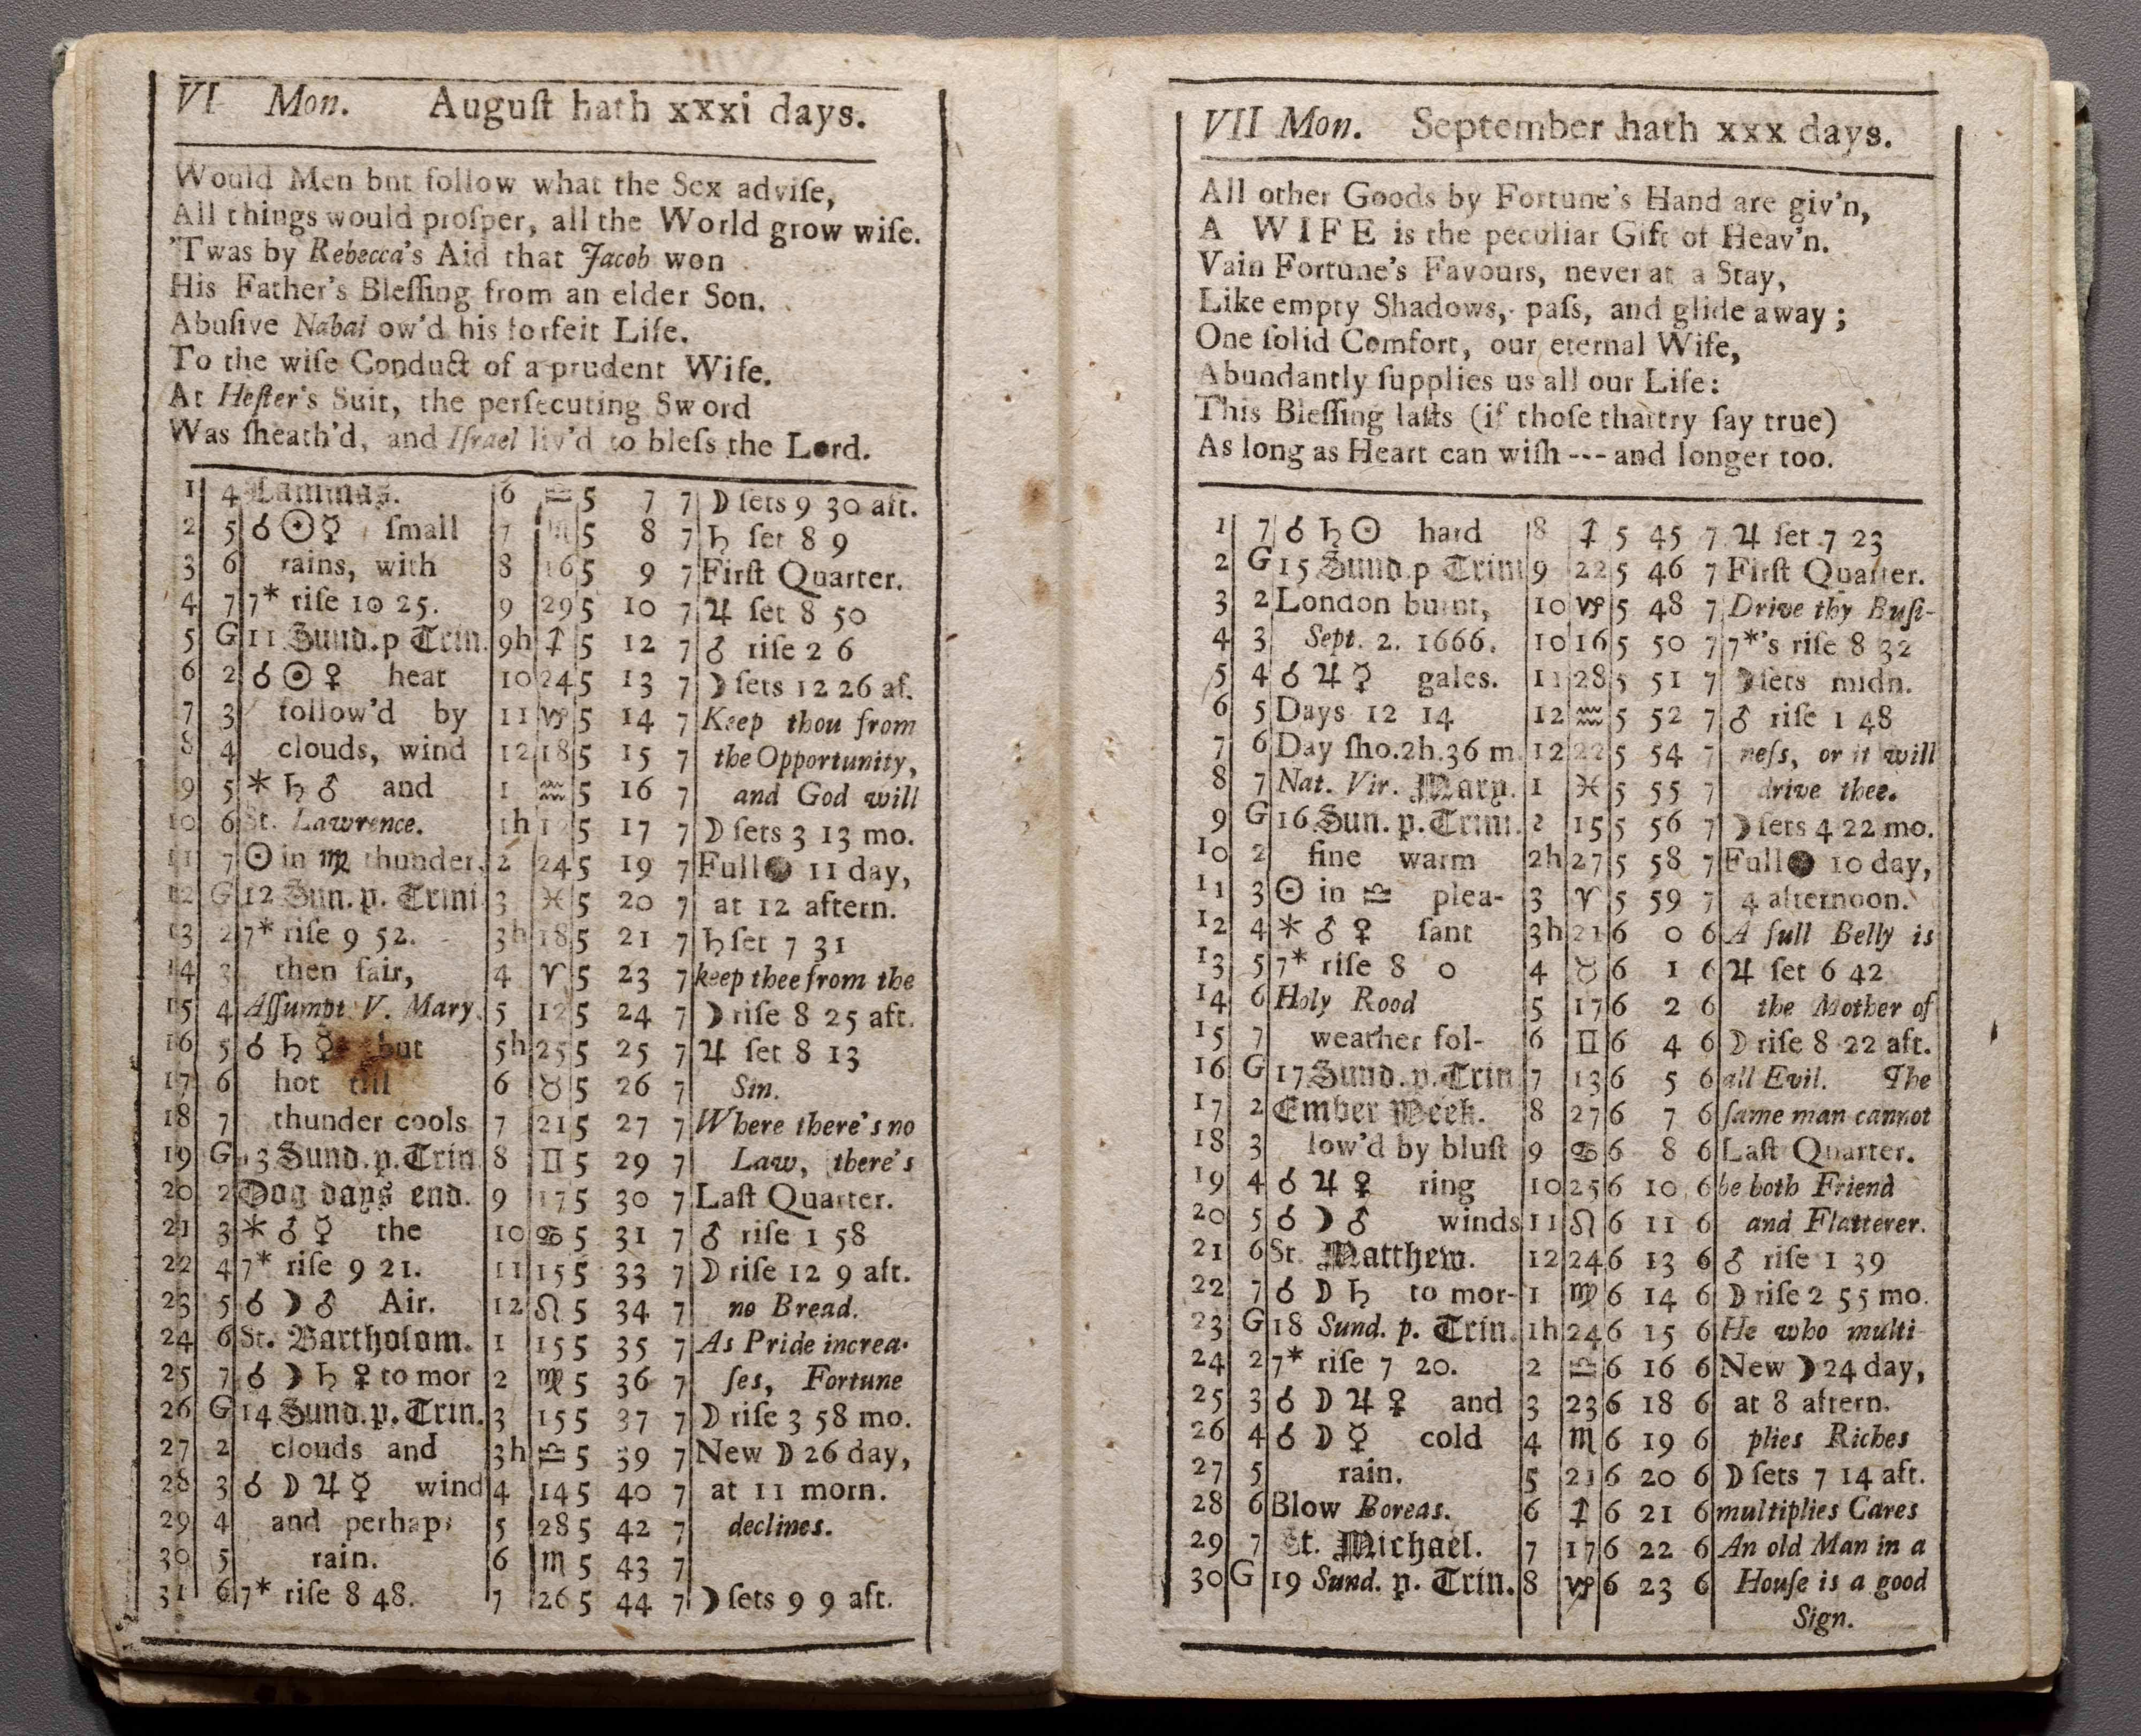 VI Mon. Auguſt hath xxxi days.
Would Men bnt follow what the Sex adviſe,
All things would proſper, all the World grow wiſe.
'Twas by Rebecca's Aid that Jacob won
His Father's Bleſſing from an elder Son.
Abuſive Nabal ow'd his forfeit Life.
To the wiſe Conduct of a prudent Wife.
At Heſter's Suit, the perſecuting Sword
Was ſheath'd, and Iſrael liv'd to bleſs the Lord.
1 4 Lammas. 6 ♎ 5 7 7 ☽ ſets 9 30 aft.
2 5 ☌ ☉ ☿ ſmall 7 ♏ 5 8 7 ♄ ſet 8 9
3 6 rains, with 8 16 5 9 7 Firſt Quarter.
4 7 7* riſe 10 25. 9 29 5 10 7 ♃ ſet 8 50
5 G 11 Sund. p Trin. 9h ♐ 5 12 7 ♂ riſe 2 6
6 2 ☌ ☉ ♀ heat 10 24 5 13 7 ☽ ſets 12 26 af.
7 3 follow'd by 11 ♑ 5 14 7 Keep thou from
8 4 clouds, wind 12 18 5 15 7 the Opportunity,
9 5 ⚹ ♄ ♂ and 1 ♒ 5 16 7 and God will
10 6 St. Lawrence. 1h 12 5 17 7 ☽ ſets 3 13 mo.
11 7 ☉ in ♍ thunder. 2 24 5 19 7 Full ● 11 day,
12 G 12 Sun. p. Trini. 3 ♓ 5 20 7 at 12 aftern.
13 2 7* riſe 9 52. 3h 18 5 21 7 ♄ ſet 7 31
14 3 then fair, 4 ♈ 5 23 7 keep thee from the
15 4 Aſſumpt. V. Mary. 5 12 5 24 7 ☽ riſe 8 25 aft.
16 5 ☌ ♄ ☿ but 5h 25 5 25 7 ♃ ſet 8 13
17 6 hot till 6 ♉ 5 26 7 Sin.
18 7 thunder cools 7 21 5 27 7 Where there's no
19 G 13 Sund. p. Trin 8 ♊ 5 29 7 Law, there's
20 2 Dog days end. 9 17 5 30 7 Laſt Quarter.
21 3 ⚹ ♂ ☿ the 10 ♋ 5 31 7 ♂ riſe 1 58
22 4 7* riſe 9 21. 11 15 5 33 7 ☽ riſe 12 9 aft.
23 5 ☌ ☽ ♂ Air. 12 ♌ 5 34 7 no Bread.
24 6 St. Bartholom. 1 15 5 35 7 As Pride increa-
25 7 ☌ ☽ ♄ ♀ to mor 2 ♍ 5 36 7 ſes, Fortune
26 G 14 Sund. p. Trin. 3 15 5 37 7 ☽ riſe 3 58 mo.
27 2 clouds and 3h ♎ 5 39 7 New ☽ 26 day,
28 3 ☌ ☽ ♃ ☿ wind 4 14 5 40 7 at 11 morn.
29 4 and perhaps 5 28 5 42 7 declines.
30 5 rain. 6 ♏ 5 43 7
31 6 7* riſe 8 48. 7 26 5 44 7 ☽ ſets 9 9 aft.
VII Mon. September hath xxx days.
All other Goods by Fortune's Hand are giv'n,
A WIFE is the peculiar Gift of Heav'n.
Vain Fortune's Favours, never at a Stay,
Like empty Shadows, paſs, and glide away;
One ſolid Comfort, our eternal Wife,
Abundantly ſupplies us all our Life:
This Bleſſing laſts (if thoſe thattry ſay true)
As long as Heart can wiſh --- and longer too.
1 7 ☌ ♄ ☉ hard 8 ♐ 5 45 7 ♃ ſet 7 23
2 G 15 Sund. p Trini 9 22 5 46 7 Firſt Quarter.
3 2 London burnt, 10 ♑ 5 48 7 Drive thy Buſi-
4 3 Sept. 2. 1666. 10 16 5 50 7 7*'s riſe 8 32
5 4 ☌ ♃ ☿ gales. 11 28 5 51 7 ☽ ſets midn.
6 5 Days 12 14 12 ♒ 5 52 7 ♂ riſe 1 48
7 6 Day ſho. 2h. 36 m. 12 22 5 54 7 neſs, or it will
8 7 Nat. Vir. Mary. 1 ♓ 5 55 7 drive thee.
9 G 16 Sun. p. Trini. 2 15 5 56 7 ☽ ſets 4 22 mo.
10 2 fine warm 2h 27 5 58 7 Full ● 10 day,
11 3 ☉ in ♎ plea- 3 ♈ 5 59 7 4 afternoon.
12 4 ⚹ ♂ ♀ ſant 3h 21 6 0 6 A full Belly is
13 5 7* riſe 8 0 4 ♉ 6 1 6 ♃ ſet 6 42
14 6 Holy Rood 5 17 6 2 6 the Mother of
15 7 weather fol- 6 ♊ 6 4 6 ☽ riſe 8 22 aft.
16 G 17 Sund. p. Trin 7 13 6 5 6 all Evil. The
17 2 Ember Week. 8 27 6 7 6 ſame man cannot
18 3 low'd by bluſt 9 ♋ 6 8 6 Laſt Quarter.
19 4 ☌ ♃ ♀ ring 10 25 6 10 6 be both Friend
20 5 ☌ ☽ ♂ winds 11 ♌ 6 11 6 and Flatterer.
21 6 St. Matthew. 12 24 6 13 6 ♂ riſe 1 39
22 7 ☌ ☽ ♄ to mor- 1 ♍ 6 14 6 ☽ riſe 2 55 mo.
23 G 18 Sund. p. Trin. 1h 24 6 15 6 He who multi
24 2 7* riſe 7 20. 2 ♎ 6 16 6 New ☽ 24 day,
25 3 ☌ ☽ ♃ ♀ and 3 23 6 18 6 at 8 aftern.
26 4 ☌ ☽ ☿ cold 4 ♏ 6 19 6 plies Riches
27 5 rain. 5 21 6 20 6 ☽ ſets 7 14 aft.
28 6 Blow Boreas. 6 ♐ 6 21 6 multiplies Cares
29 7 St. Michael. 7 17 6 22 6 An old Man in a
30 G 19 Sund. p. Trin. 8 ♑ 6 23 6 Houſe is a good
Sign.